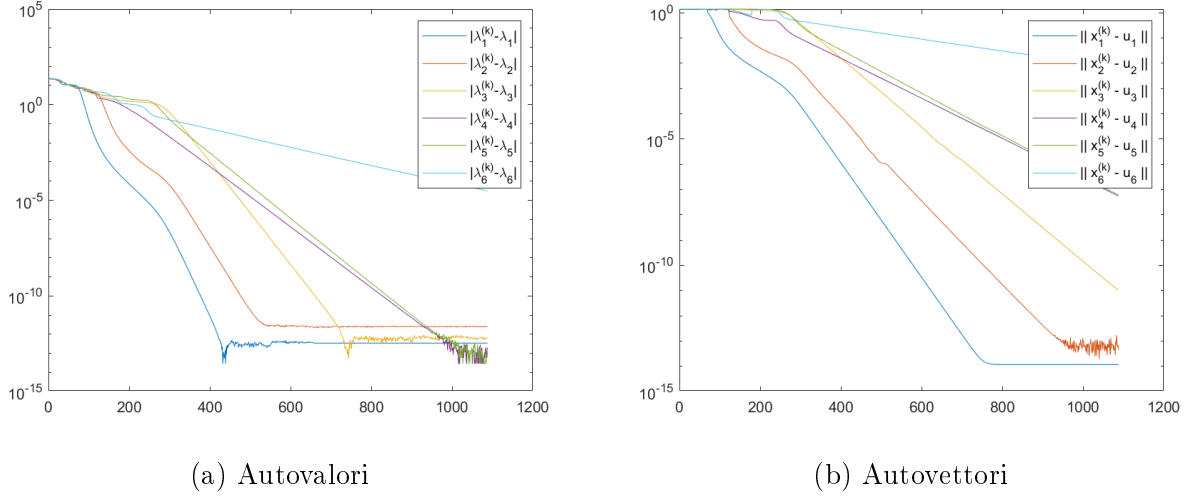 10^5
10^0
10^{-5}
10^{-10}
10^{-15}
0 200 400 600 800 1000 1200
|λ_1^{(k)}-λ_1|
|λ_2^{(k)}-λ_2|
|λ_3^{(k)}-λ_3|
|λ_4^{(k)}-λ_4|
|λ_5^{(k)}-λ_5|
|λ_6^{(k)}-λ_6|
(a) Autovalori
10^0
10^{-5}
10^{-10}
10^{-15}
0 200 400 600 800 1000 1200
|| x_1^{(k)} - u_1 ||
|| x_2^{(k)} - u_2 ||
|| x_3^{(k)} - u_3 ||
|| x_4^{(k)} - u_4 ||
|| x_5^{(k)} - u_5 ||
|| x_6^{(k)} - u_6 ||
(b) Autovettori